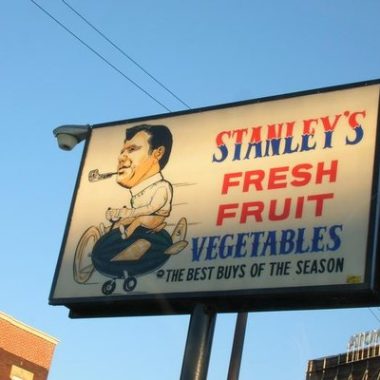 STANLEY'S
FRESH
FRUIT
VEGETABLES
THE BEST BUYS OF THE SEASON